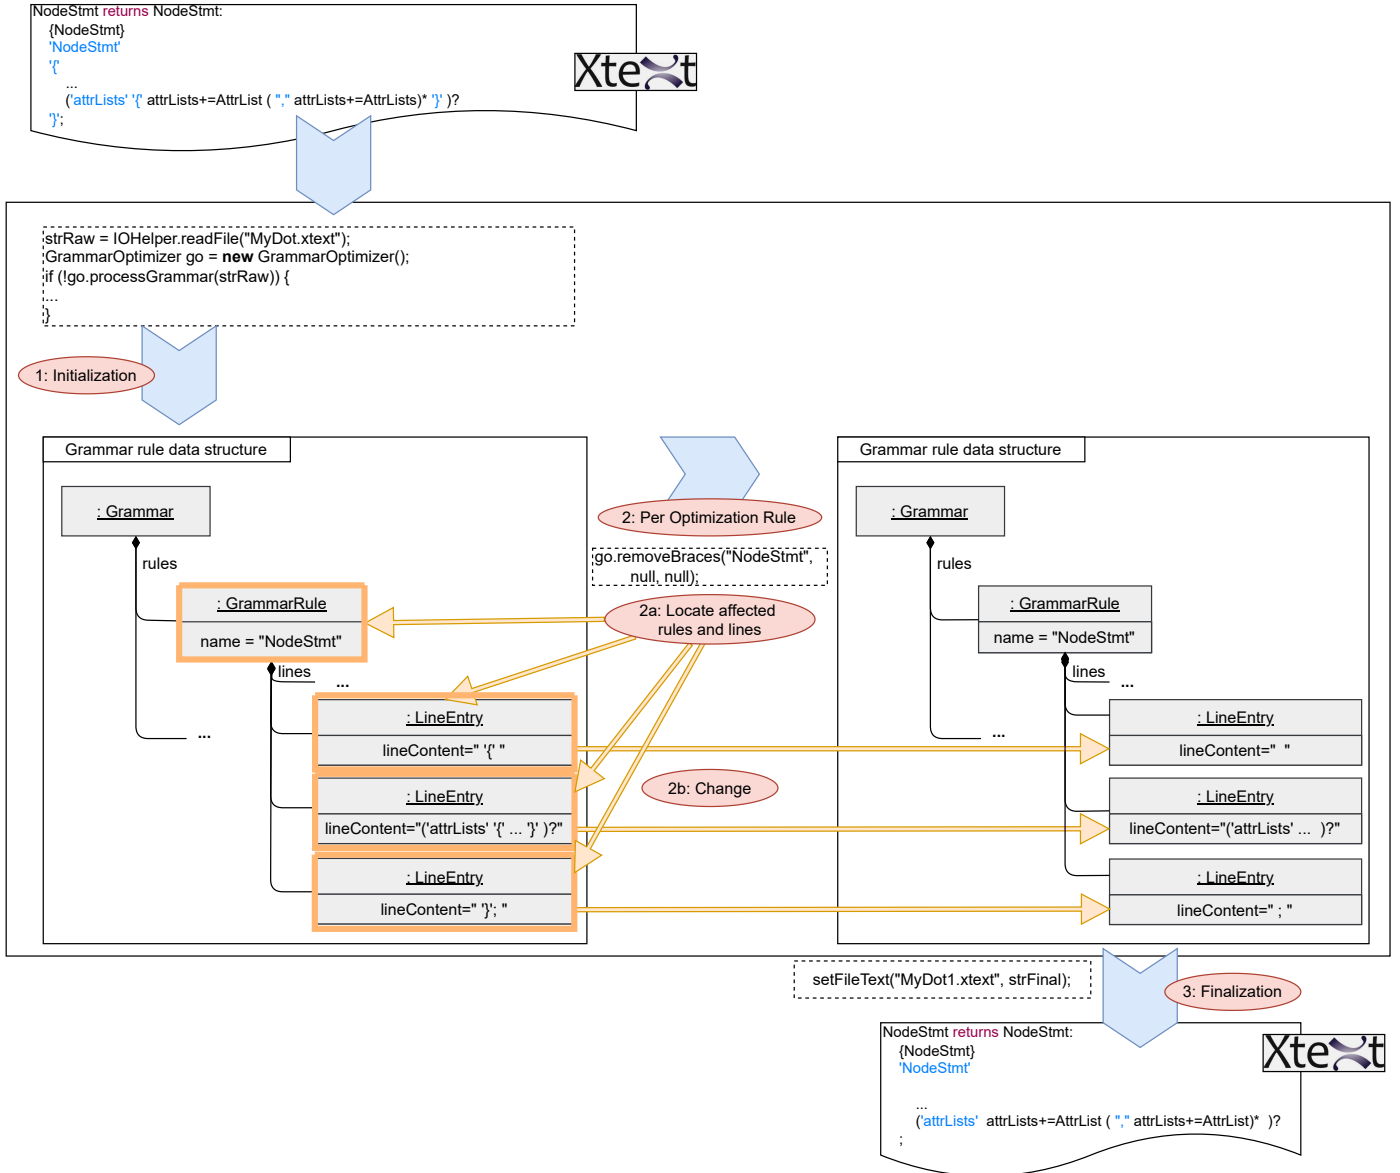 NodeStmt returns NodeStmt:
{NodeStmt}
'NodeStmt'
'{'
...
('attrLists' '{' attrLists+=AttrList ( "," attrLists+=AttrLists)* '}' )?
'}';
Xtext
strRaw = IOHelper.readFile("MyDot.xtext");
GrammarOptimizer go = new GrammarOptimizer();
if (!go.processGrammar(strRaw)) {
...
}
1: Initialization
Grammar rule data structure
: Grammar
rules
: GrammarRule
name = "NodeStmt"
lines
...
...
: LineEntry
lineContent=" '{' "
: LineEntry
lineContent="('attrLists' '{' ... '}' )?"
: LineEntry
lineContent=" '}'; "
2: Per Optimization Rule
go.removeBraces("NodeStmt",
null, null);
2a: Locate affected
rules and lines
2b: Change
Grammar rule data structure
: Grammar
rules
: GrammarRule
name = "NodeStmt"
lines
...
...
: LineEntry
lineContent="  "
: LineEntry
lineContent="('attrLists' ...  )?"
: LineEntry
lineContent=" ; "
setFileText("MyDot1.xtext", strFinal);
3: Finalization
NodeStmt returns NodeStmt:
{NodeStmt}
'NodeStmt'
...
('attrLists'  attrLists+=AttrList ( "," attrLists+=AttrList)*  )?
;
Xtext